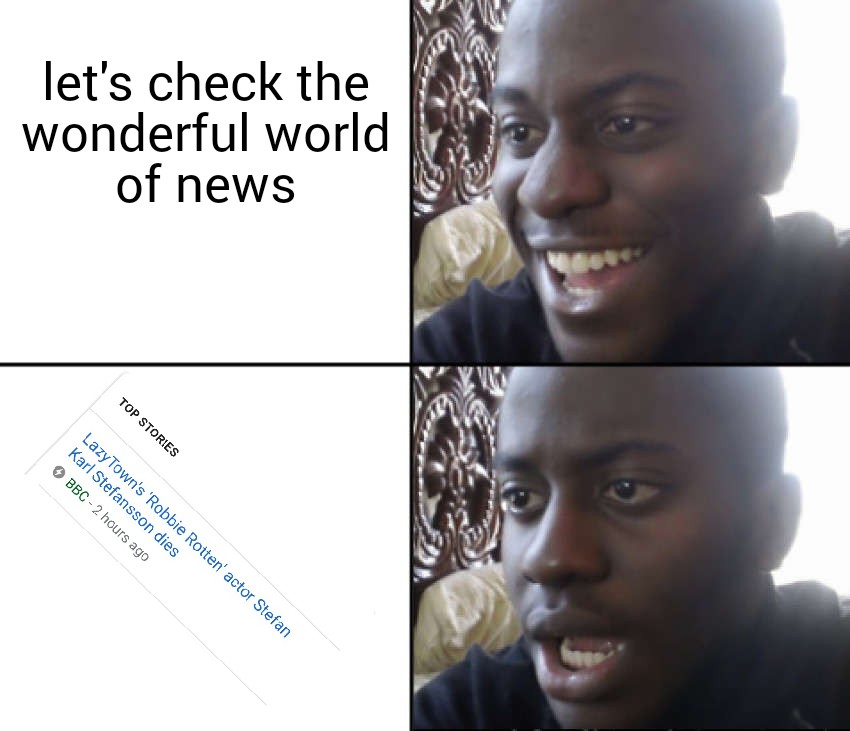 let's check the
wonderful world
of news
TOP STORIES
LazyTown's 'Robbie Rotten' actor Stefan
Karl Stefansson dies
BBC - 2 hours ago